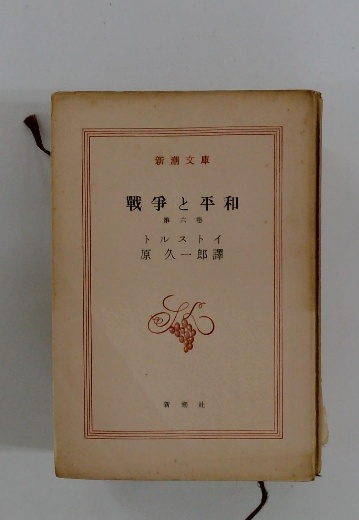 新潮文庫
戰爭と平和
第六卷
トルストイ
原久一郎譯
新潮社